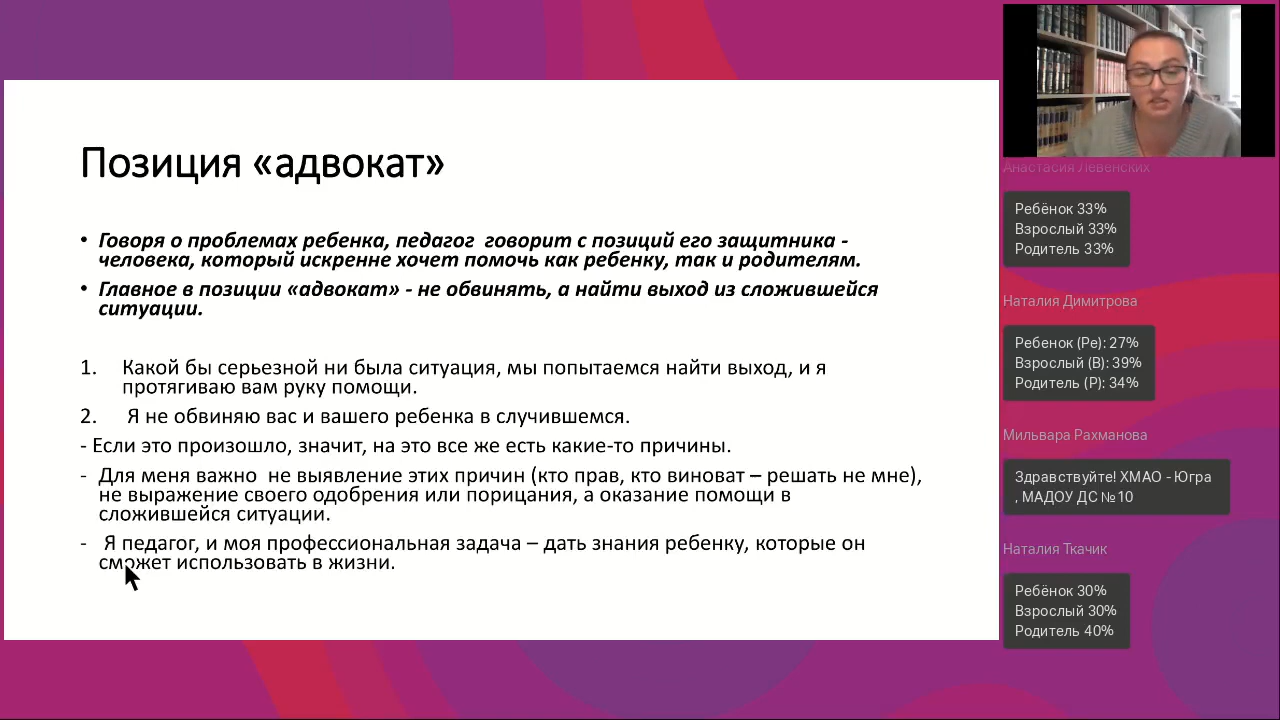 Позиция «адвокат»
• Говоря о проблемах ребенка, педагог говорит с позиций его защитника -
человека, который искренне хочет помочь как ребенку, так и родителям.
• Главное в позиции «адвокат» - не обвинять, а найти выход из сложившейся
ситуации.
1. Какой бы серьезной ни была ситуация, мы попытаемся найти выход, и я
протягиваю вам руку помощи.
2. Я не обвиняю вас и вашего ребенка в случившемся.
- Если это произошло, значит, на это все же есть какие-то причины.
- Для меня важно не выявление этих причин (кто прав, кто виноват – решать не мне),
не выражение своего одобрения или порицания, а оказание помощи в
сложившейся ситуации.
- Я педагог, и моя профессиональная задача – дать знания ребенку, которые он
сможет использовать в жизни.
Анастасия Левенских
Ребёнок 33%
Взрослый 33%
Родитель 33%
Наталия Димитрова
Ребенок (Ре): 27%
Взрослый (В): 39%
Родитель (Р): 34%
Мильвара Рахманова
Здравствуйте! ХМАО - Югра
, МАДОУ ДС №10
Наталия Ткачик
Ребёнок 30%
Взрослый 30%
Родитель 40%